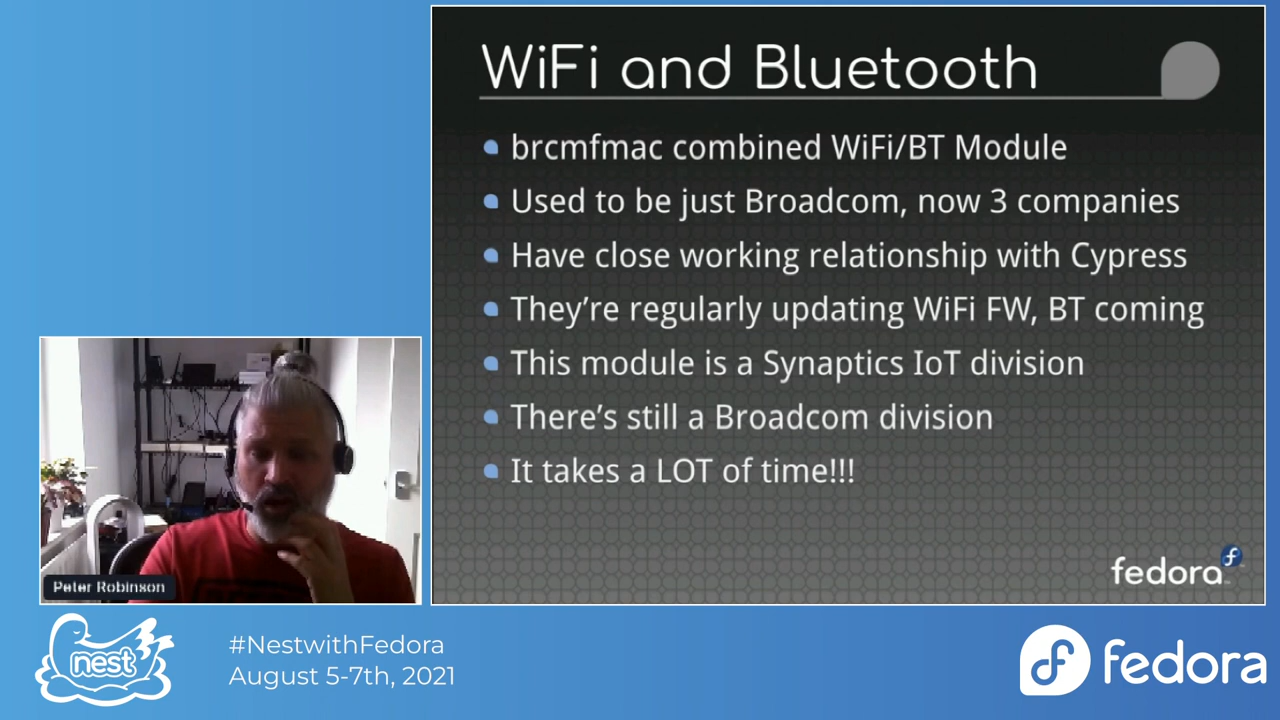 WiFi and Bluetooth
brcmfmac combined WiFi/BT Module
Used to be just Broadcom, now 3 companies
Have close working relationship with Cypress
They're regularly updating WiFi FW, BT coming
This module is a Synaptics IoT division
There's still a Broadcom division
It takes a LOT of time!!!
fedora
Peter Robinson
nest
#NestwithFedora
August 5-7th, 2021
fedora